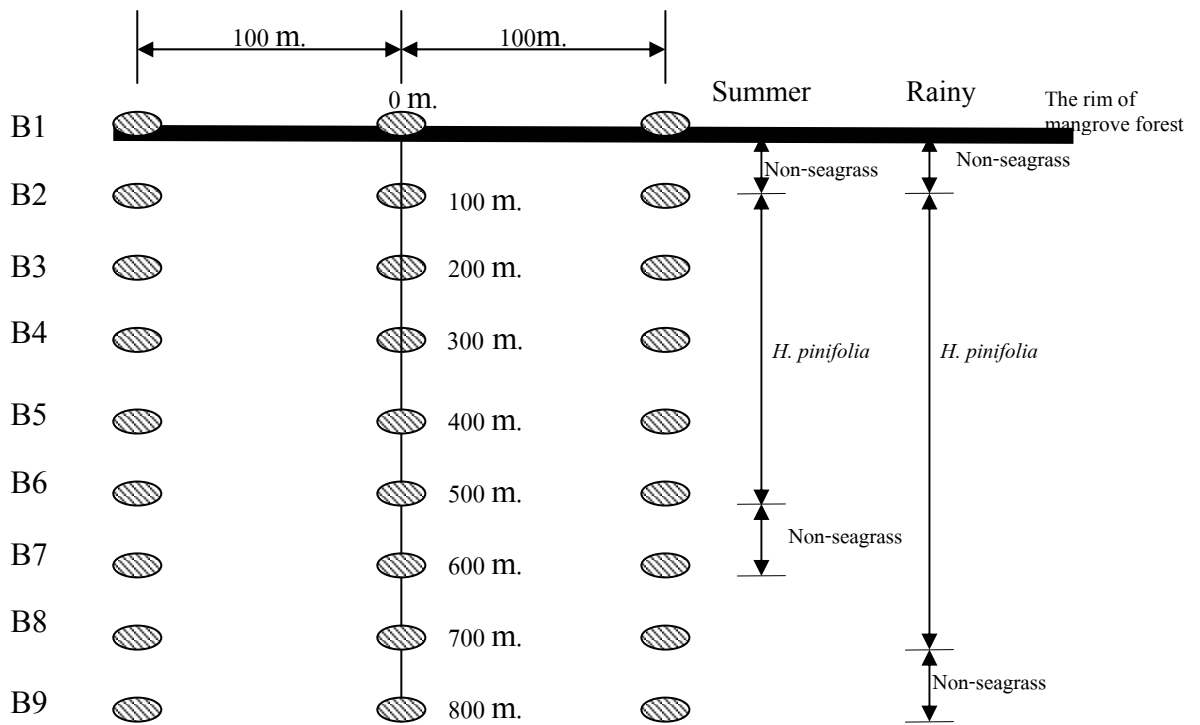 100 m.
100m.
0 m.
Summer
Rainy
The rim of
mangrove forest
B1
Non-seagrass
Non-seagrass
B2
100 m.
B3
200 m.
B4
300 m.
H. pinifolia
H. pinifolia
B5
400 m.
B6
500 m.
Non-seagrass
B7
600 m.
B8
700 m.
Non-seagrass
B9
800 m.